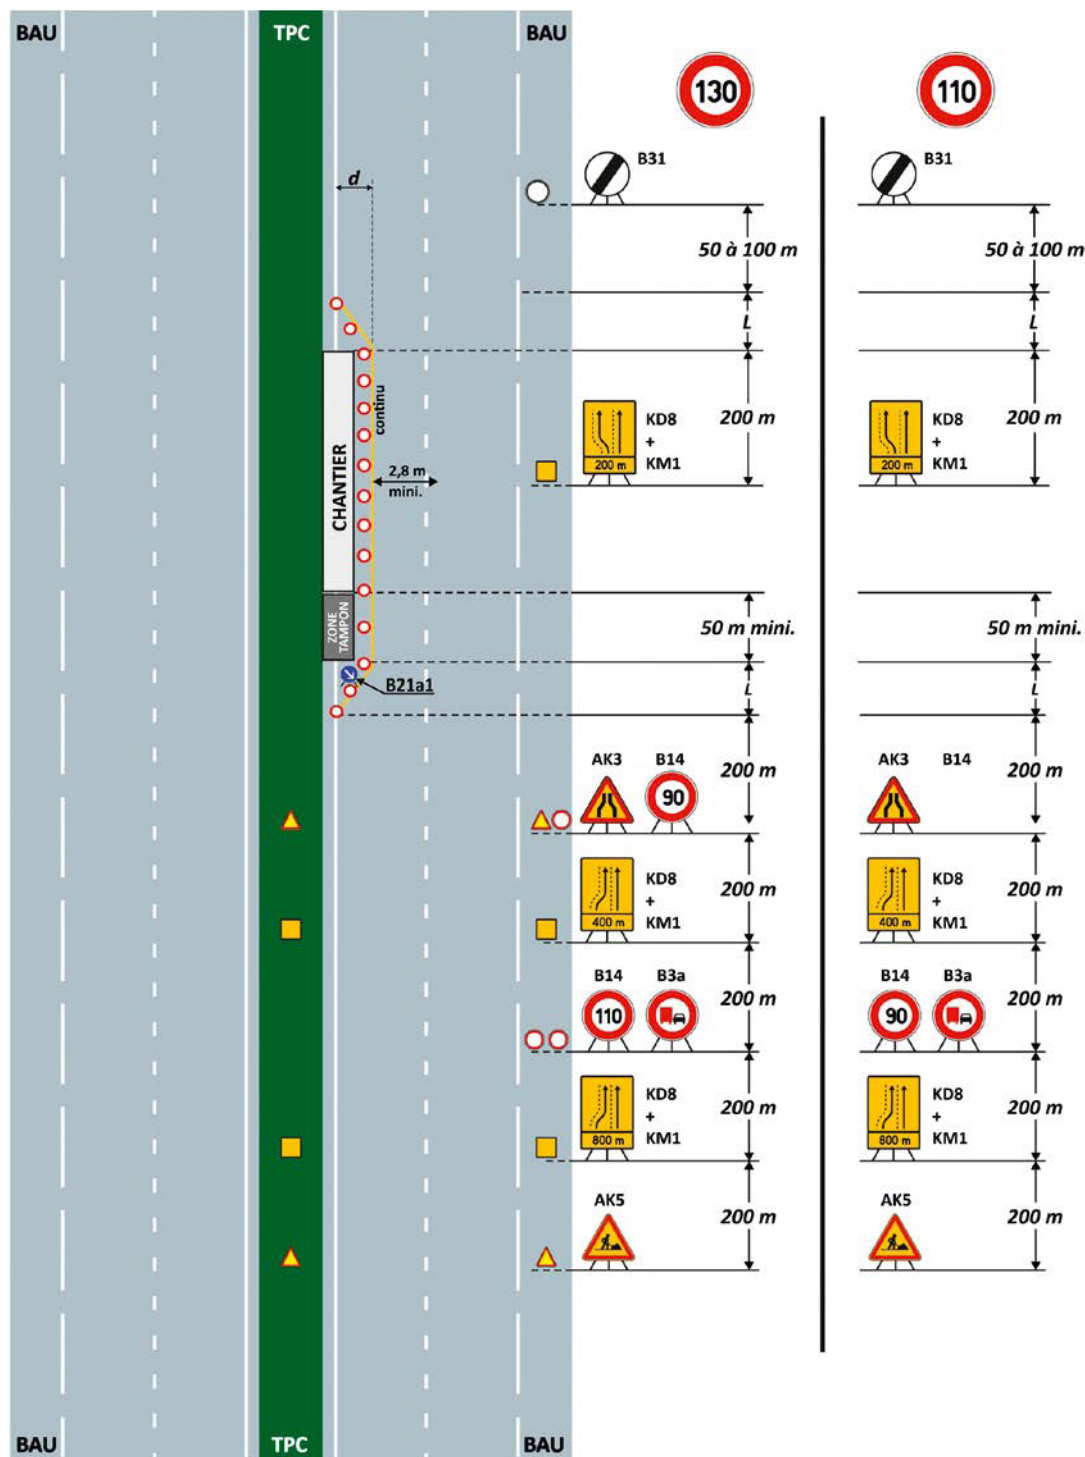 BAU
TPC
BAU
130
110
B31
B31
d
50 à 100 m
50 à 100 m
L
L
continu
CHANTIER
2,8 m
mini.
200 m
KD8
+
KM1
200 m
200 m
KD8
+
KM1
200 m
ZONE
TAMPON
50 m mini.
50 m mini.
B21a1
L
L
AK3
B14
90
200 m
AK3
B14
200 m
400 m
KD8
+
KM1
200 m
400 m
KD8
+
KM1
200 m
B14
B3a
110
200 m
B14
B3a
90
200 m
800 m
KD8
+
KM1
200 m
800 m
KD8
+
KM1
200 m
AK5
200 m
AK5
200 m
BAU
TPC
BAU